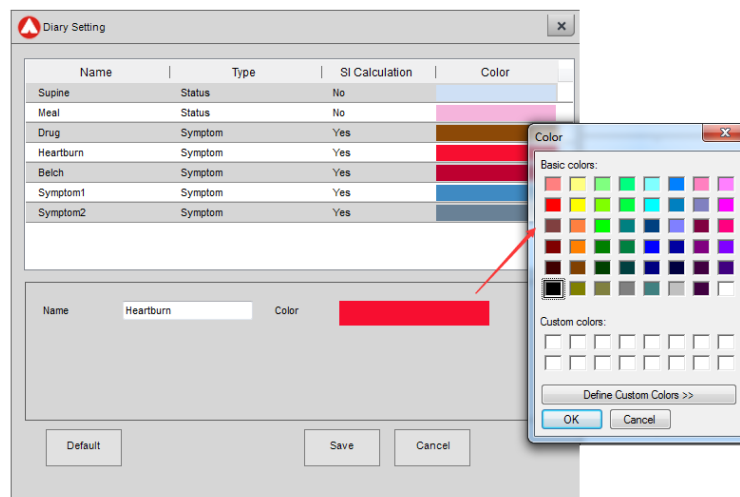 Diary Setting
Name Type SI Calculation Color
Supine Status No
Meal Status No
Drug Symptom Yes
Heartburn Symptom Yes
Belch Symptom Yes
Symptom1 Symptom Yes
Symptom2 Symptom Yes
Name Heartburn Color
Default Save Cancel
Color
Basic colors:
Custom colors:
Define Custom Colors >>
OK Cancel